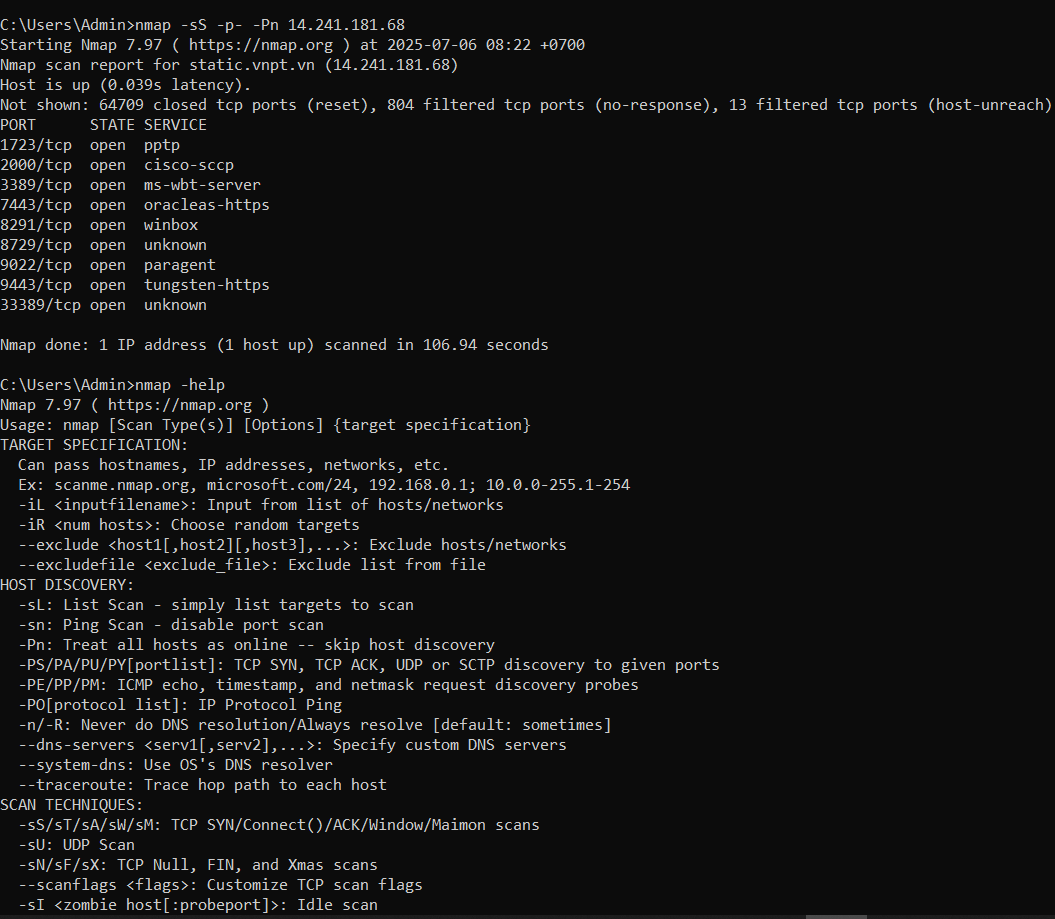 C:\Users\Admin>nmap -sS -p- -Pn 14.241.181.68
Starting Nmap 7.97 ( https://nmap.org ) at 2025-07-06 08:22 +0700
Nmap scan report for static.vnpt.vn (14.241.181.68)
Host is up (0.039s latency).
Not shown: 64709 closed tcp ports (reset), 804 filtered tcp ports (no-response), 13 filtered tcp ports (host-unreach)
PORT      STATE SERVICE
1723/tcp  open  pptp
2000/tcp  open  cisco-sccp
3389/tcp  open  ms-wbt-server
7443/tcp  open  oracleas-https
8291/tcp  open  winbox
8729/tcp  open  unknown
9022/tcp  open  paragent
9443/tcp  open  tungsten-https
33389/tcp open  unknown

Nmap done: 1 IP address (1 host up) scanned in 106.94 seconds

C:\Users\Admin>nmap -help
Nmap 7.97 ( https://nmap.org )
Usage: nmap [Scan Type(s)] [Options] {target specification}
TARGET SPECIFICATION:
  Can pass hostnames, IP addresses, networks, etc.
  Ex: scanme.nmap.org, microsoft.com/24, 192.168.0.1; 10.0.0-255.1-254
  -iL <inputfilename>: Input from list of hosts/networks
  -iR <num hosts>: Choose random targets
  --exclude <host1[,host2][,host3],...>: Exclude hosts/networks
  --excludefile <exclude_file>: Exclude list from file
HOST DISCOVERY:
  -sL: List Scan - simply list targets to scan
  -sn: Ping Scan - disable port scan
  -Pn: Treat all hosts as online -- skip host discovery
  -PS/PA/PU/PY[portlist]: TCP SYN, TCP ACK, UDP or SCTP discovery to given ports
  -PE/PP/PM: ICMP echo, timestamp, and netmask request discovery probes
  -PO[protocol list]: IP Protocol Ping
  -n/-R: Never do DNS resolution/Always resolve [default: sometimes]
  --dns-servers <serv1[,serv2],...>: Specify custom DNS servers
  --system-dns: Use OS's DNS resolver
  --traceroute: Trace hop path to each host
SCAN TECHNIQUES:
  -sS/sT/sA/sW/sM: TCP SYN/Connect()/ACK/Window/Maimon scans
  -sU: UDP Scan
  -sN/sF/sX: TCP Null, FIN, and Xmas scans
  --scanflags <flags>: Customize TCP scan flags
  -sI <zombie host[:probeport]>: Idle scan